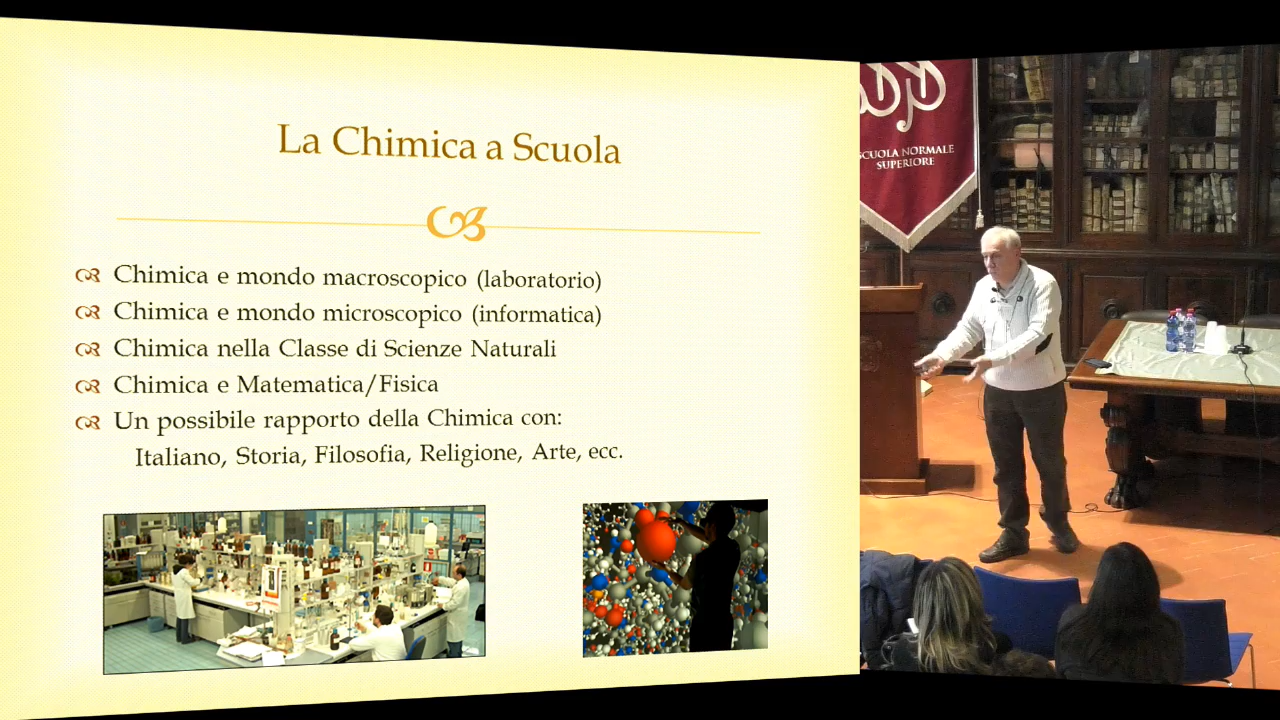 La Chimica a Scuola
Chimica e mondo macroscopico (laboratorio)
Chimica e mondo microscopico (informatica)
Chimica nella Classe di Scienze Naturali
Chimica e Matematica/Fisica
Un possibile rapporto della Chimica con:
Italiano, Storia, Filosofia, Religione, Arte, ecc.
SCUOLA NORMALE
SUPERIORE